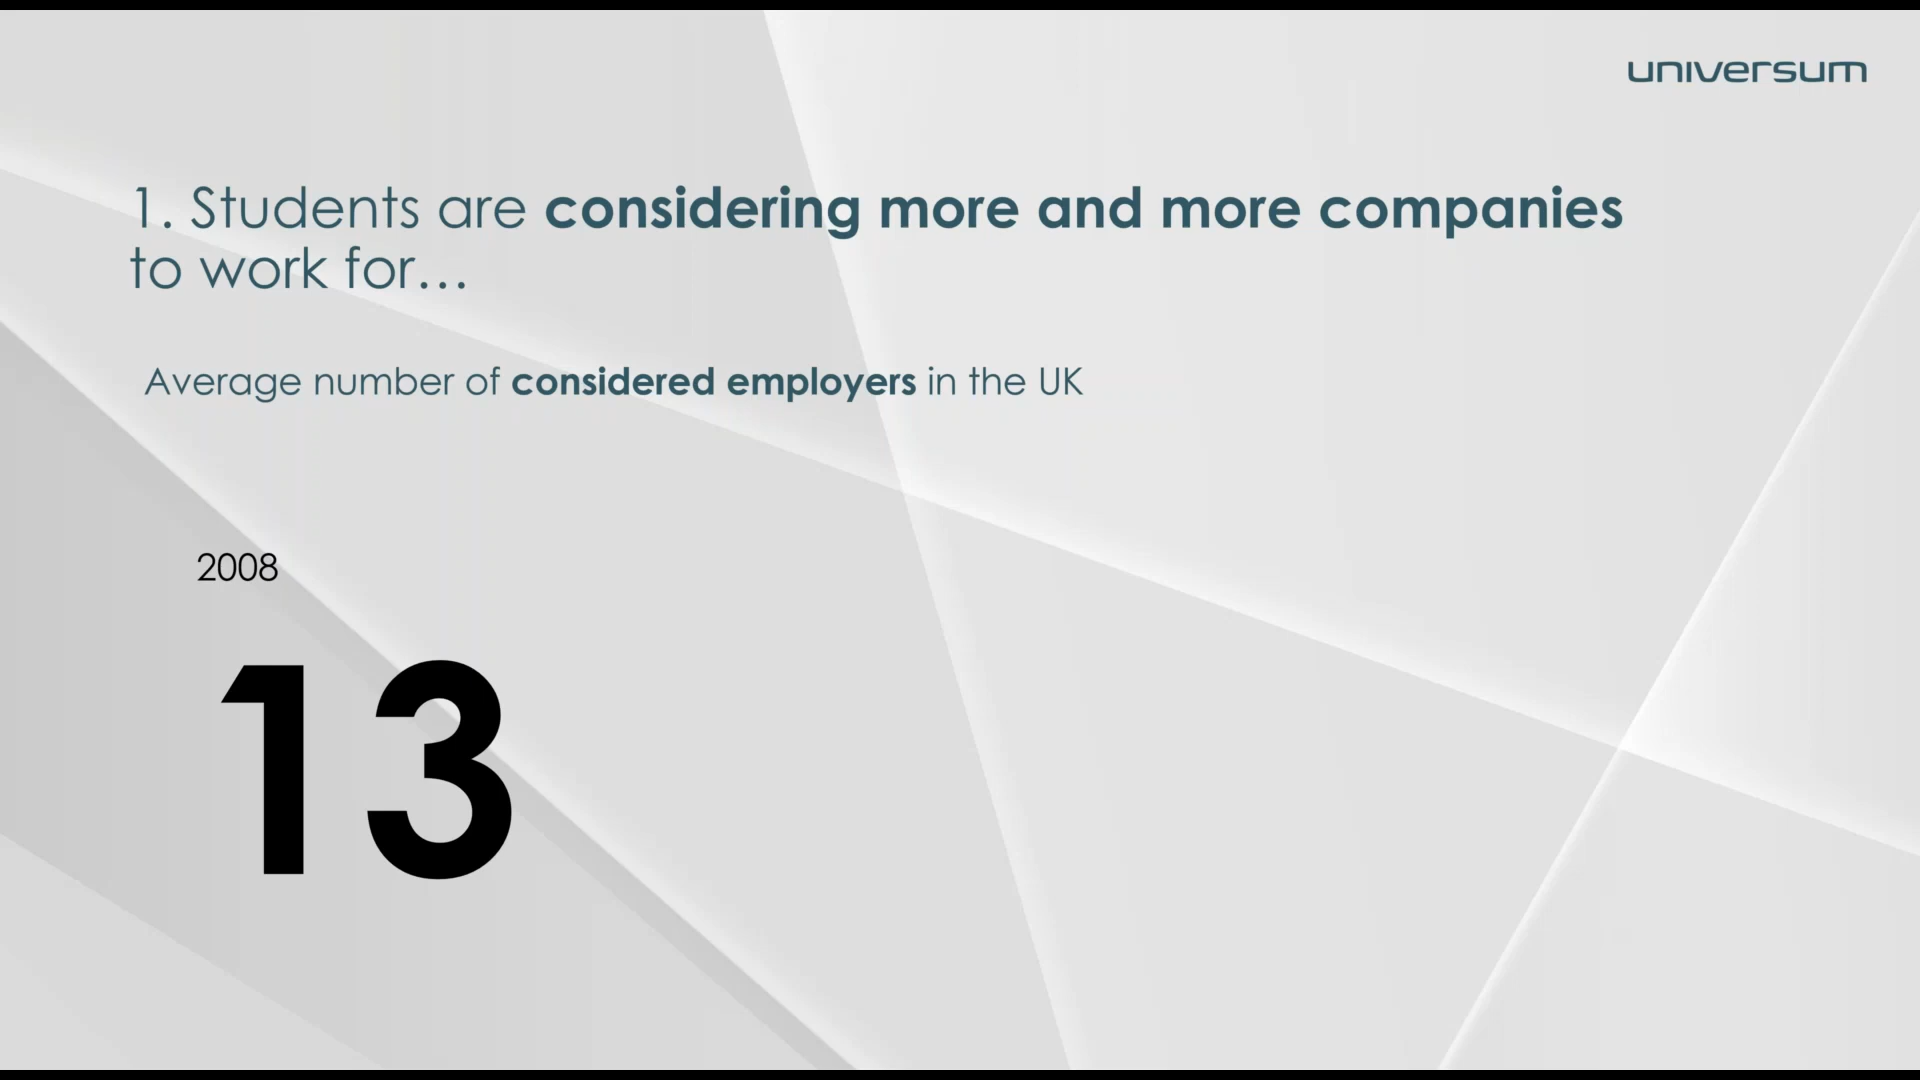 universum
1. Students are considering more and more companies
to work for...
Average number of considered employers in the UK
2008
13